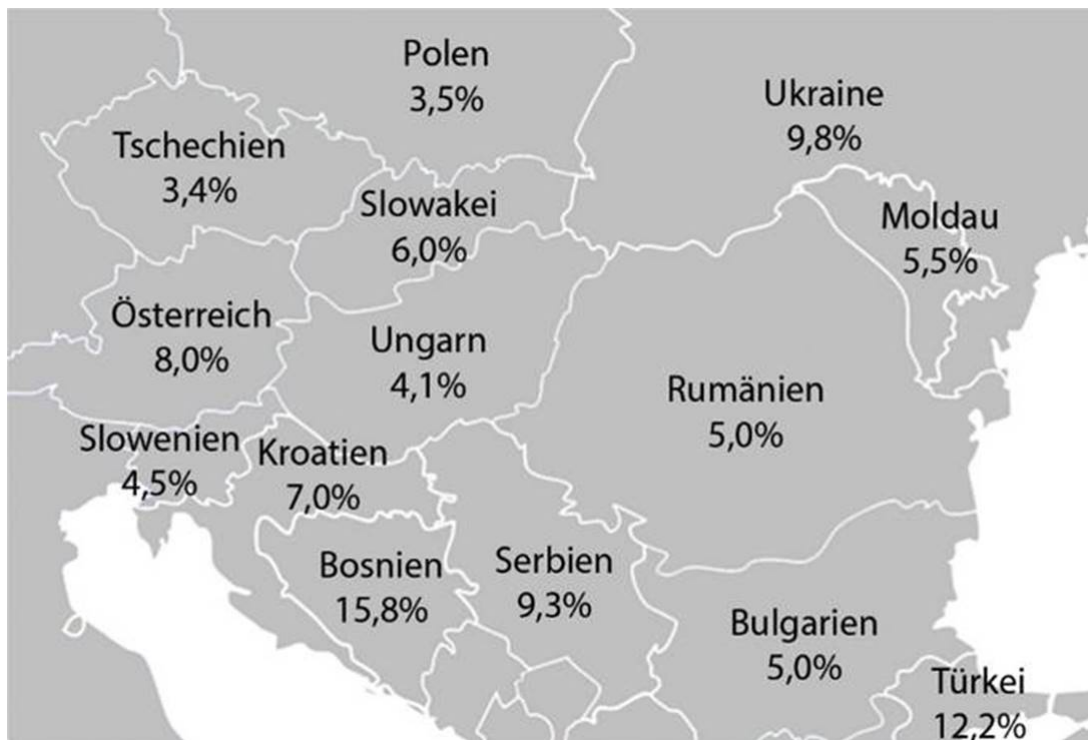 Polen
3,5%
Ukraine
9,8%
Tschechien
3,4%
Slowakei
6,0%
Moldau
5,5%
Österreich
8,0%
Ungarn
4,1%
Rumänien
5,0%
Slowenien
4,5%
Kroatien
7,0%
Bosnien
15,8%
Serbien
9,3%
Bulgarien
5,0%
Türkei
12,2%